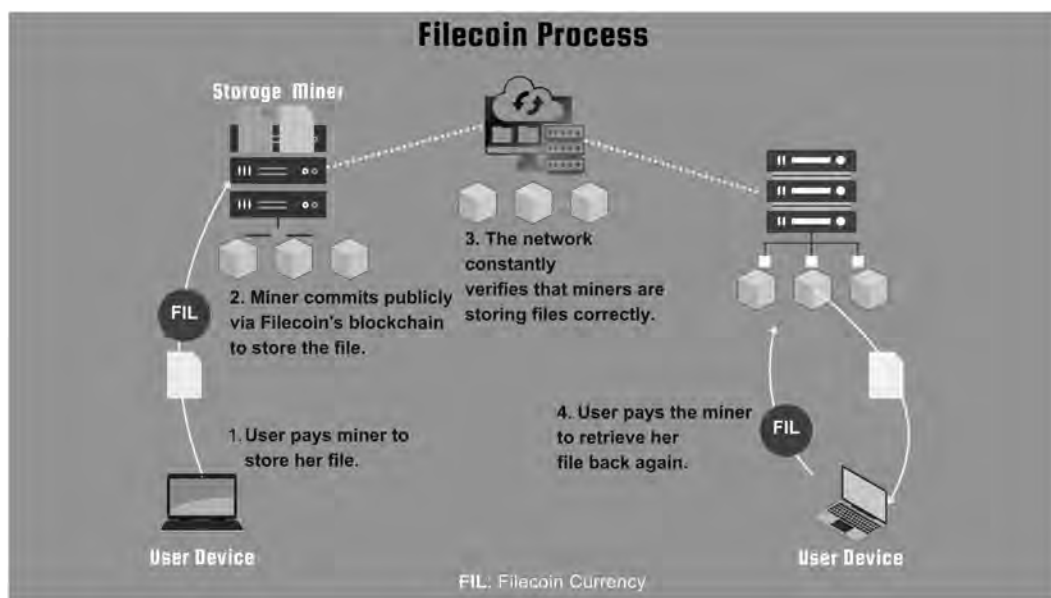 Filecoin Process
Storage Miner
FIL
1. User pays miner to
store her file.
User Device
2. Miner commits publicly
via Filecoin's blockchain
to store the file.
3. The network
constantly
verifies that miners are
storing files correctly.
4. User pays the miner
to retrieve her
file back again.
FIL
User Device
FIL: Filecoin Currency